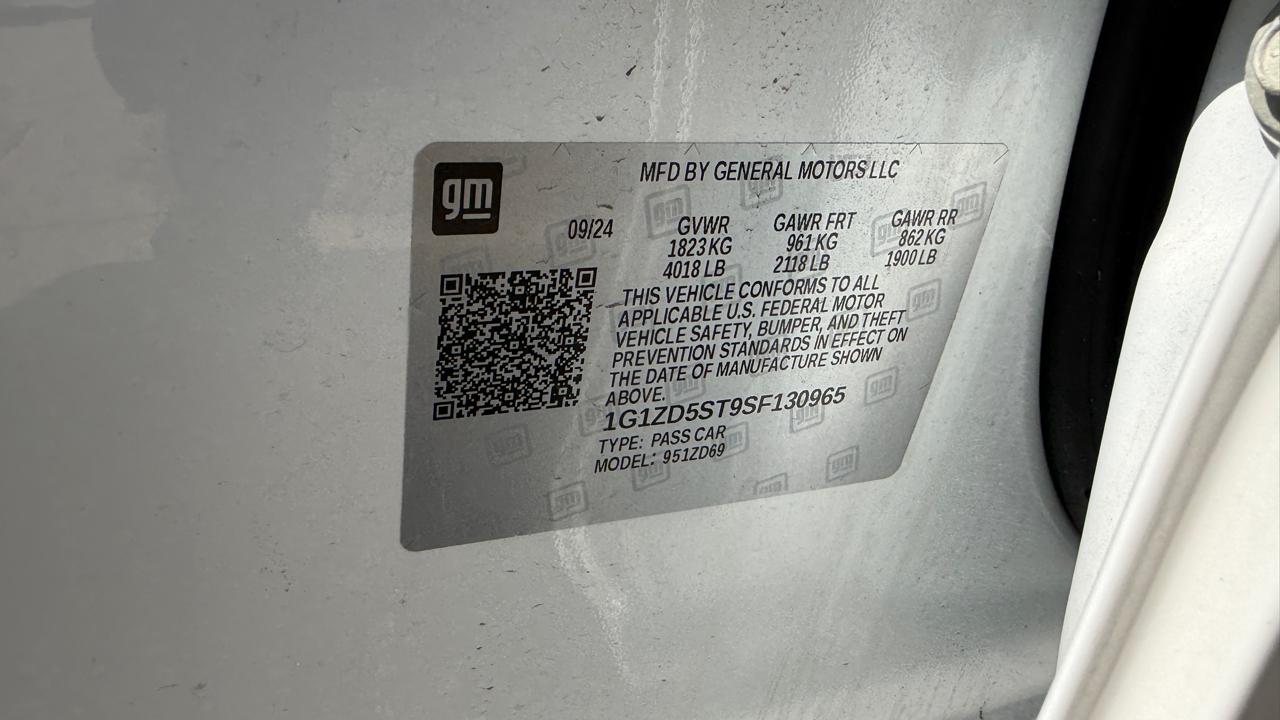 gm
MFD BY GENERAL MOTORS LLC
09/24 GVWR GAWR FRT GAWR RR
1823 KG 961 KG 862 KG
4018 LB 2118 LB 1900 LB
THIS VEHICLE CONFORMS TO ALL
APPLICABLE U.S. FEDERAL MOTOR
VEHICLE SAFETY, BUMPER, AND THEFT
PREVENTION STANDARDS IN EFFECT ON
THE DATE OF MANUFACTURE SHOWN
ABOVE.
1G1ZD5ST9SF130965
TYPE: PASS CAR
MODEL: 951ZD69